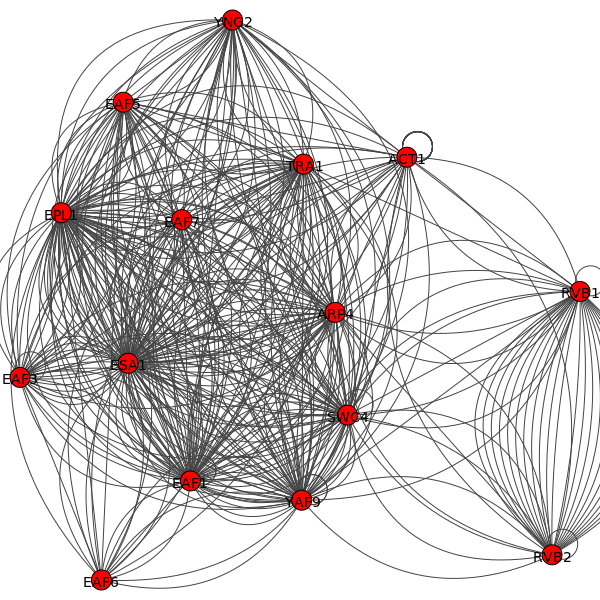 YNG2
EAF5
TRA1
ACT1
EPL1
EAF7
RVB1
ARP4
ESA1
EAF3
SWC4
EAF1
YAF9
RVB2
EAF6